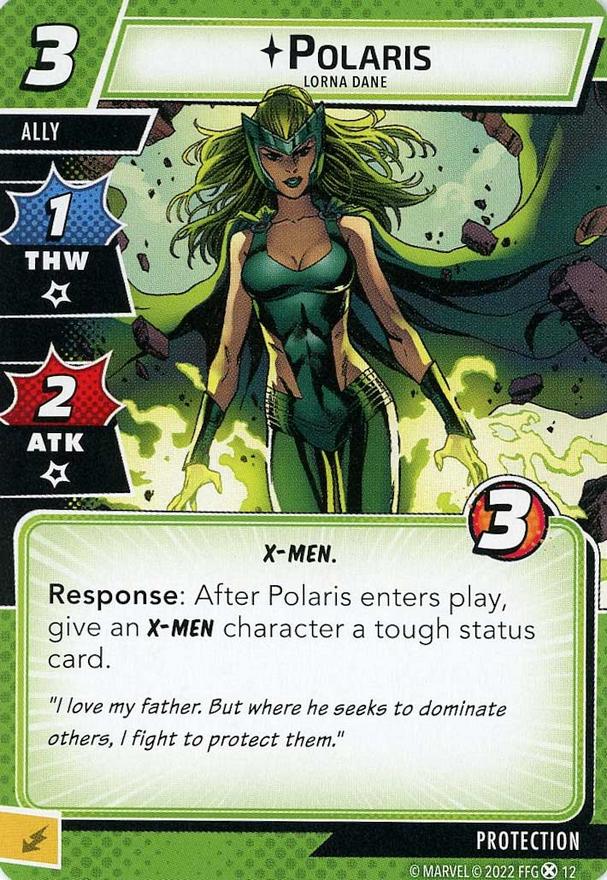 3
POLARIS
LORNA DANE
ALLY
1
THW
2
ATK
3
X-MEN.
Response: After Polaris enters play,
give an X-MEN character a tough status
card.
"I love my father. But where he seeks to dominate
others, I fight to protect them."
PROTECTION
© MARVEL © 2022 FFG 12